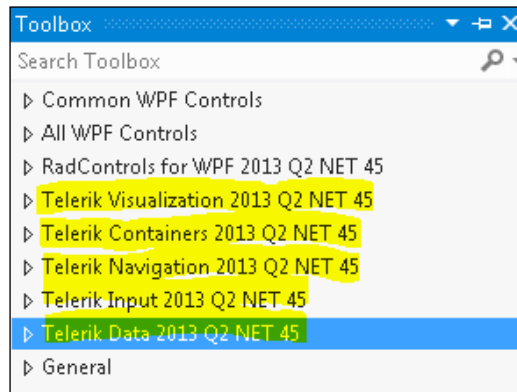 Toolbox
Search Toolbox
Common WPF Controls
All WPF Controls
RadControls for WPF 2013 Q2 NET 45
Telerik Visualization 2013 Q2 NET 45
Telerik Containers 2013 Q2 NET 45
Telerik Navigation 2013 Q2 NET 45
Telerik Input 2013 Q2 NET 45
Telerik Data 2013 Q2 NET 45
General